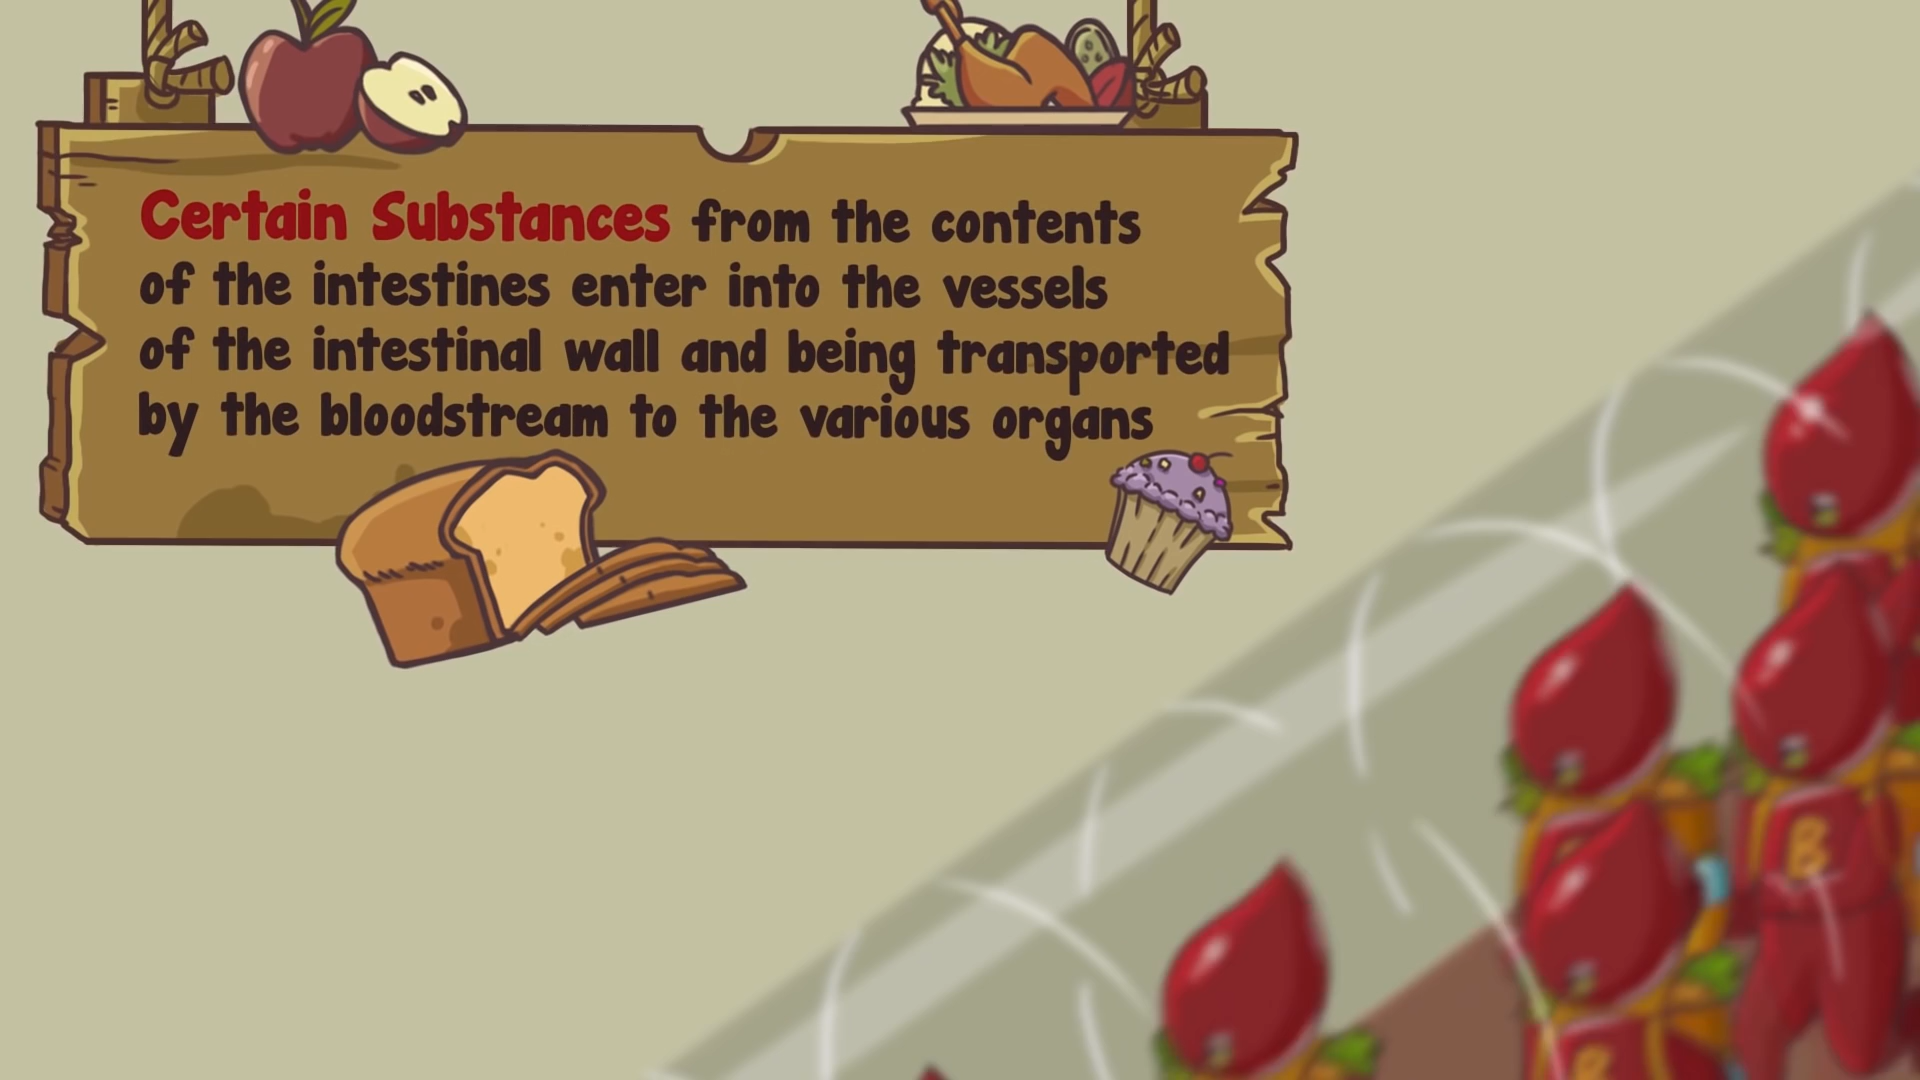 Certain Substances from the contents
of the intestines enter into the vessels
of the intestinal wall and being transported
by the bloodstream to the various organs
B
B